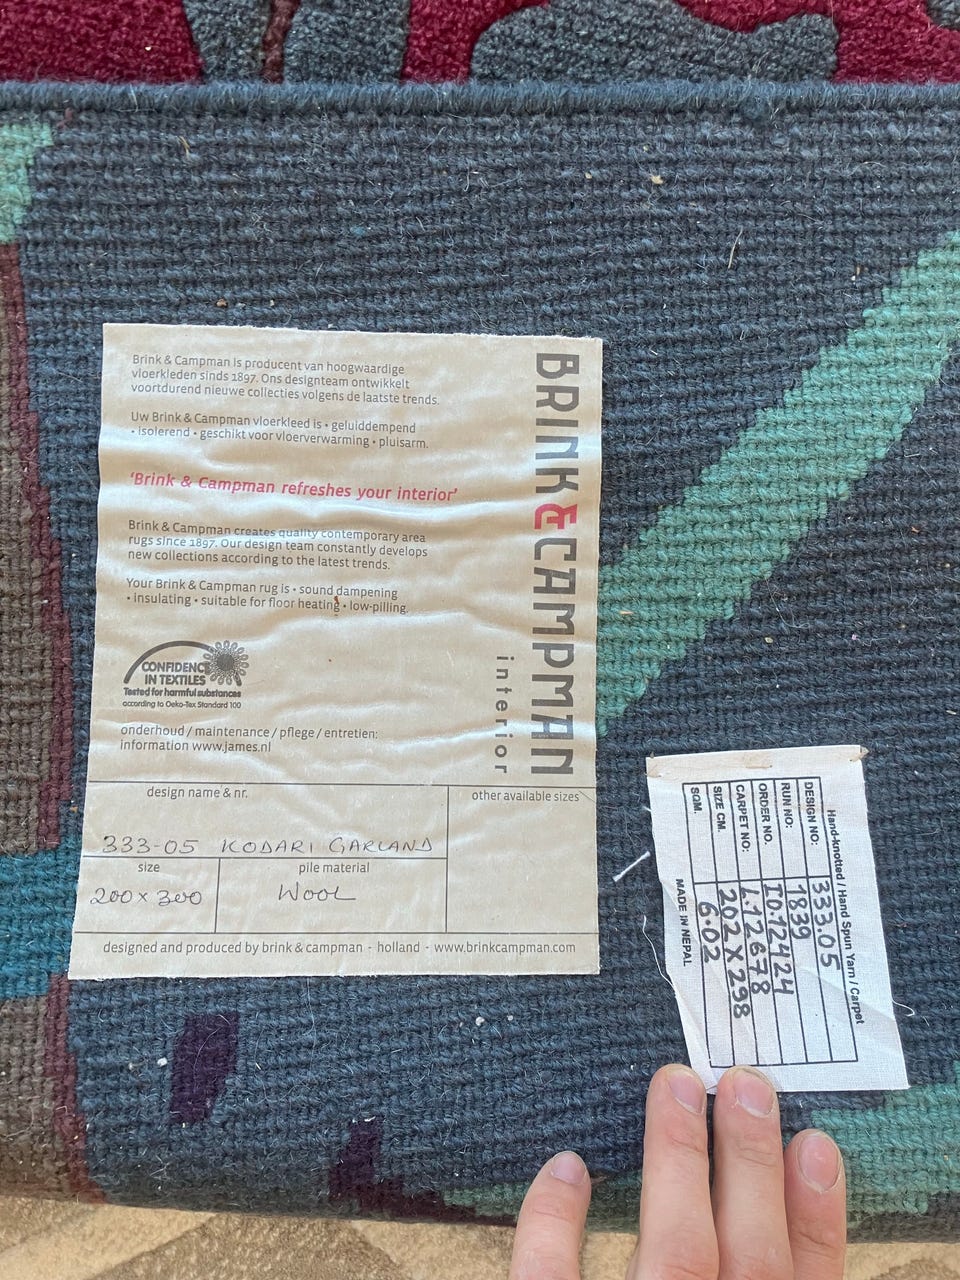 Brink & Campman is producent van hoogwaardige
vloerkleden sinds 1897. Ons designteam ontwikkelt
voortdurend nieuwe collecties volgens de laatste trends.
Uw Brink & Campman vloerkleed is • geluiddempend
• isolerend • geschikt voor vloerverwarming • pluisarm.
'Brink & Campman refreshes your interior'
Brink & Campman creates quality contemporary area
rugs since 1897. Our design team constantly develops
new collections according to the latest trends.
Your Brink & Campman rug is • sound dampening
• insulating • suitable for floor heating • low-pilling.
CONFIDENCE
IN TEXTILES
Tested for harmful substances
according to Oeko-Tex Standard 100
onderhoud / maintenance / pflege / entretien:
information www.james.nl
BRINK & CAMPMAN
interior
design name & nr.
333-05 KODARI GARLAND
other available sizes
size
200 x 300
pile material
WOOL
designed and produced by brink & campman - holland - www.brinkcampman.com
Hand-knotted / Hand Spun Yarn / Carpet
DESIGN NO: 333.05
RUN NO: 1839
ORDER NO. I0.12424
CARPET NO: L12678
SIZE CM. 202 X 298
SQM. 6.02
MADE IN NEPAL